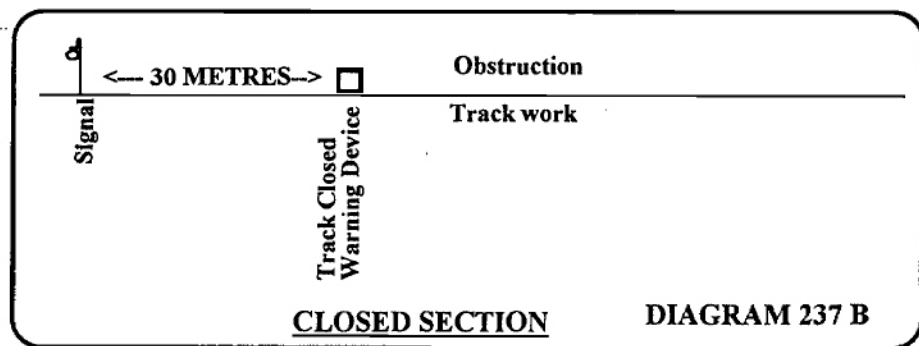 Obstruction
<--- 30 METRES-->
Track work
Signal
Track Closed
Warning Device
CLOSED SECTION
DIAGRAM 237 B